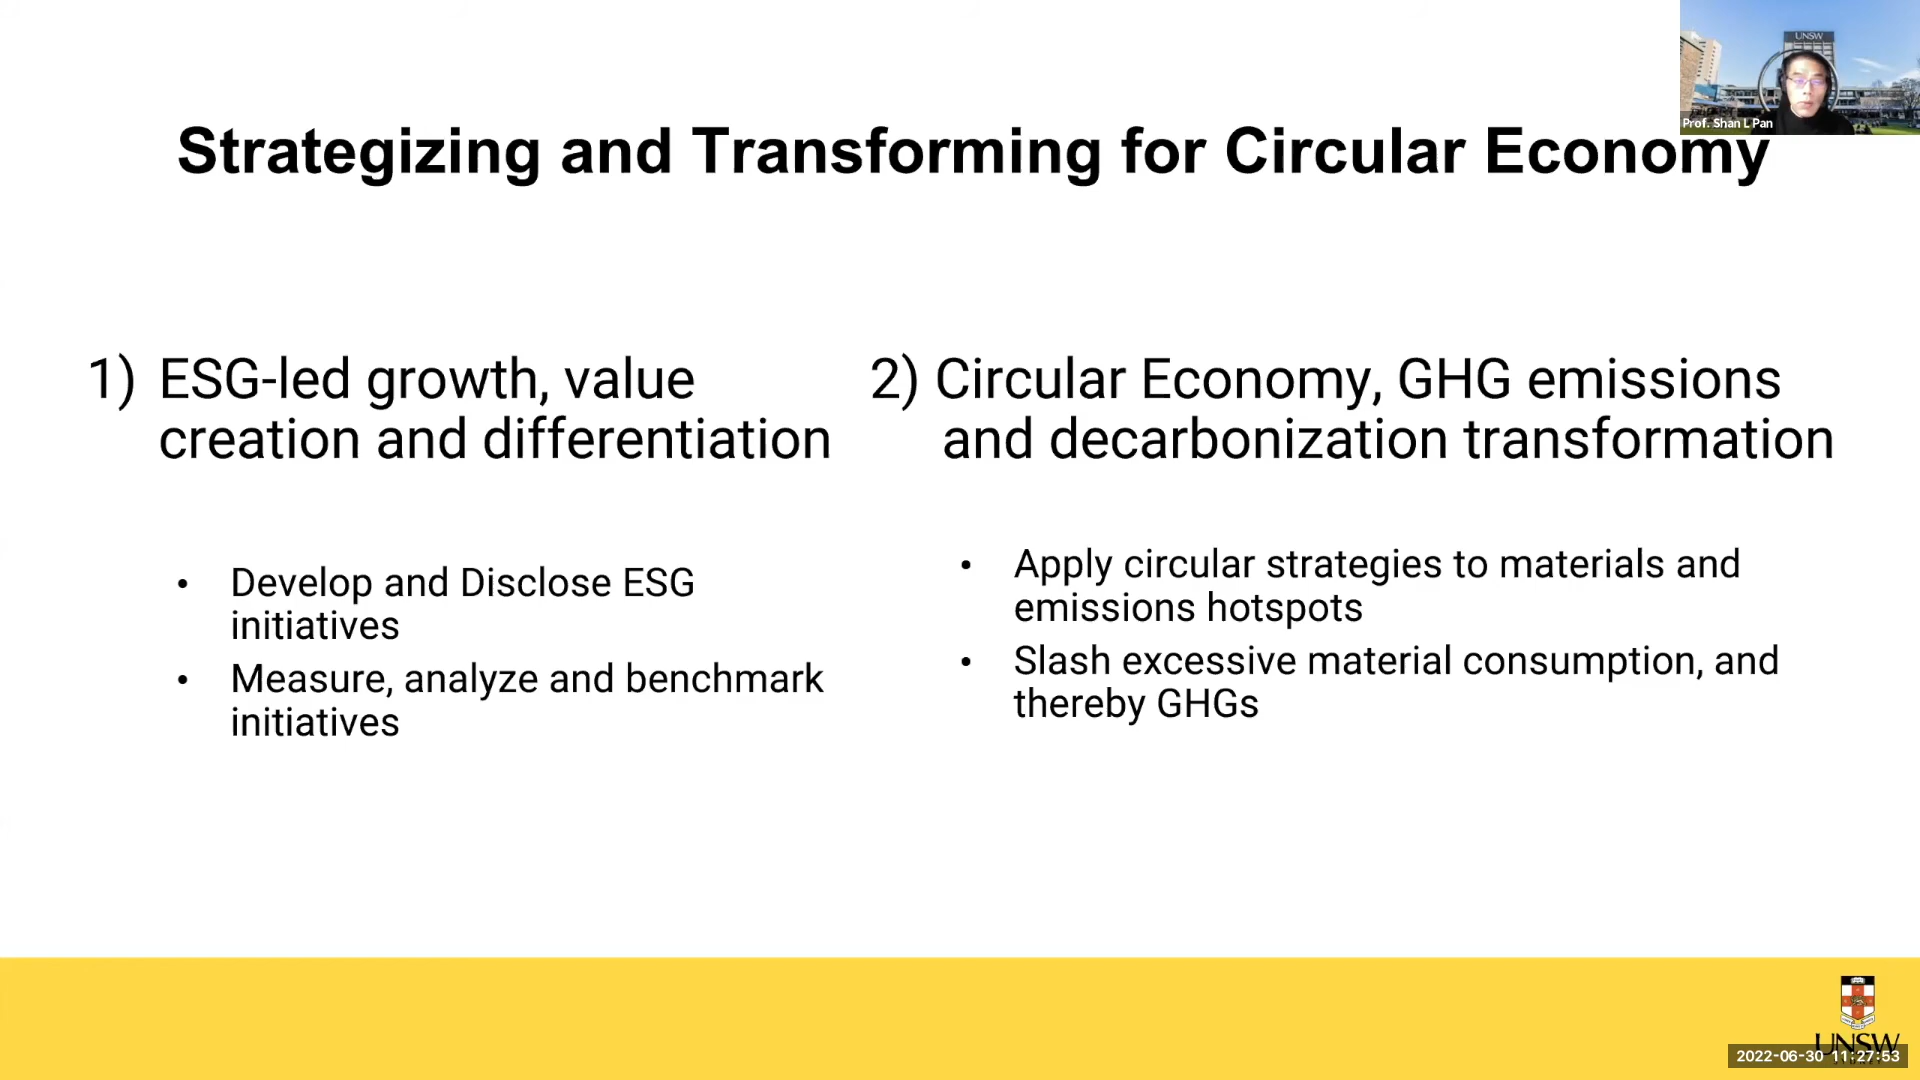 UNSW
Prof. Shan L Pan
Strategizing and Transforming for Circular Economy
1) ESG-led growth, value
creation and differentiation
• Develop and Disclose ESG
initiatives
• Measure, analyze and benchmark
initiatives
2) Circular Economy, GHG emissions
and decarbonization transformation
• Apply circular strategies to materials and
emissions hotspots
• Slash excessive material consumption, and
thereby GHGs
UNSW
2022-06-30 11:27:53